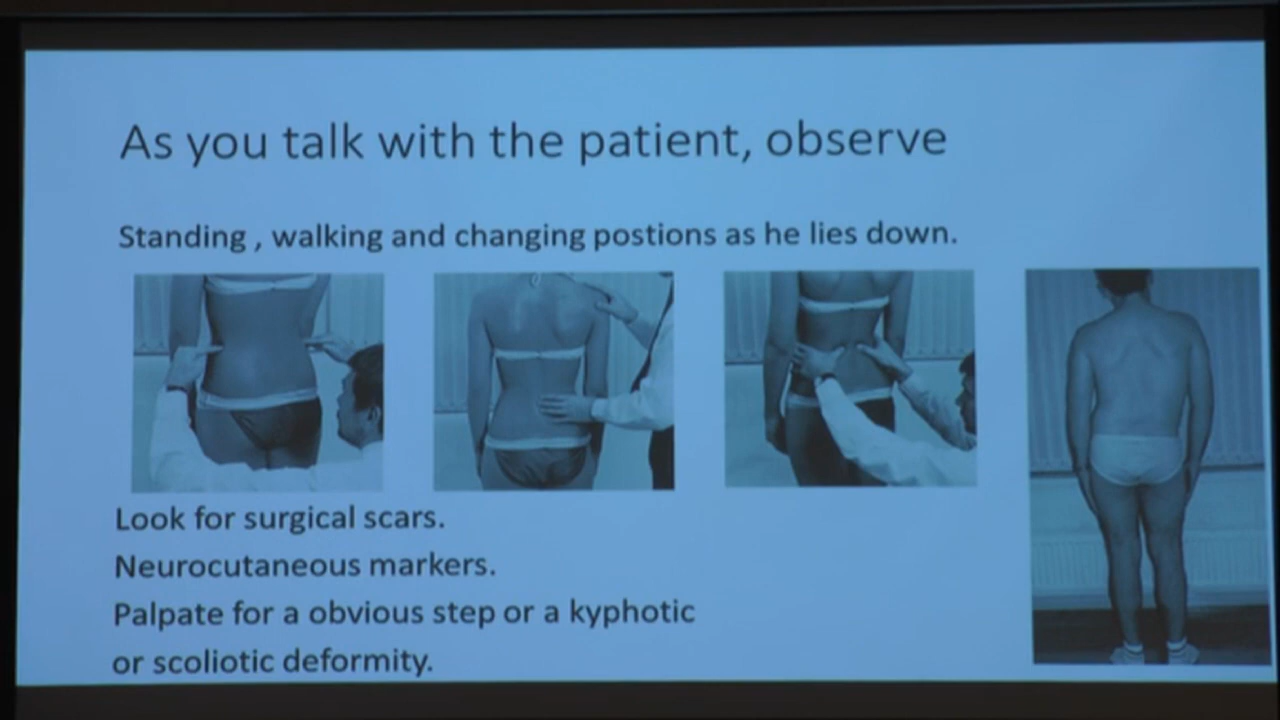 As you talk with the patient, observe
Standing , walking and changing postions as he lies down.
Look for surgical scars.
Neurocutaneous markers.
Palpate for a obvious step or a kyphotic
or scoliotic deformity.